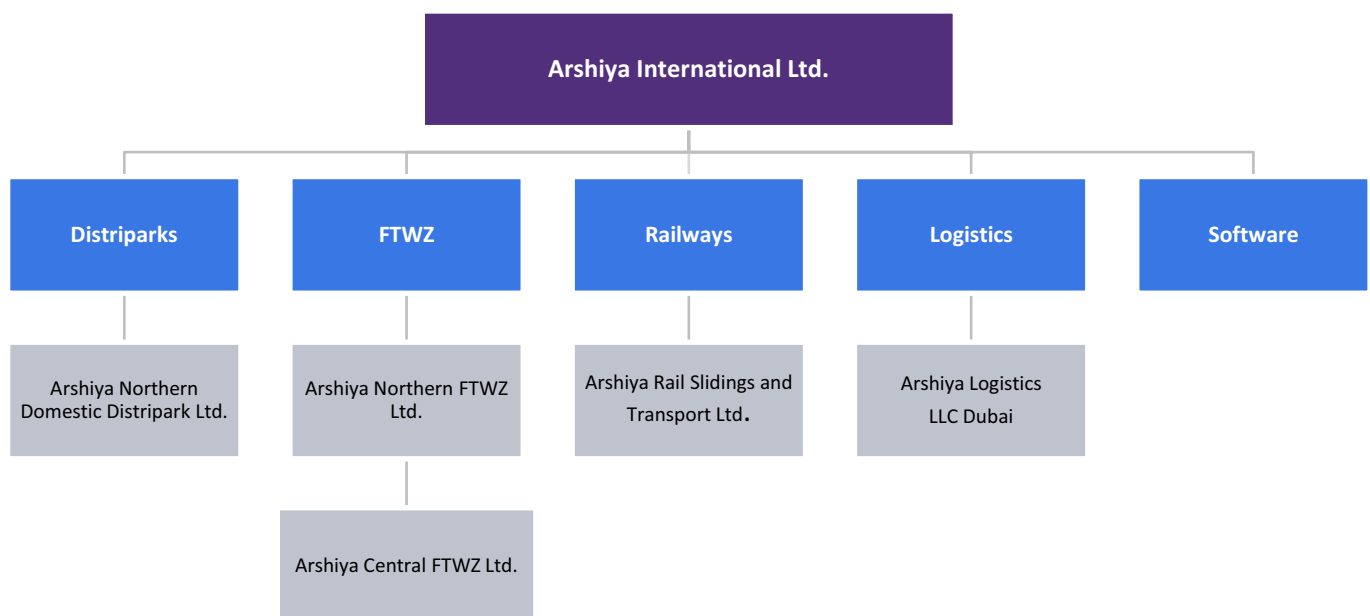 Arshiya International Ltd.
Distriparks
FTWZ
Railways
Logistics
Software
Arshiya Northern
Domestic Distripark Ltd.
Arshiya Northern FTWZ
Ltd.
Arshiya Rail Slidings and
Transport Ltd.
Arshiya Logistics
LLC Dubai
Arshiya Central FTWZ Ltd.